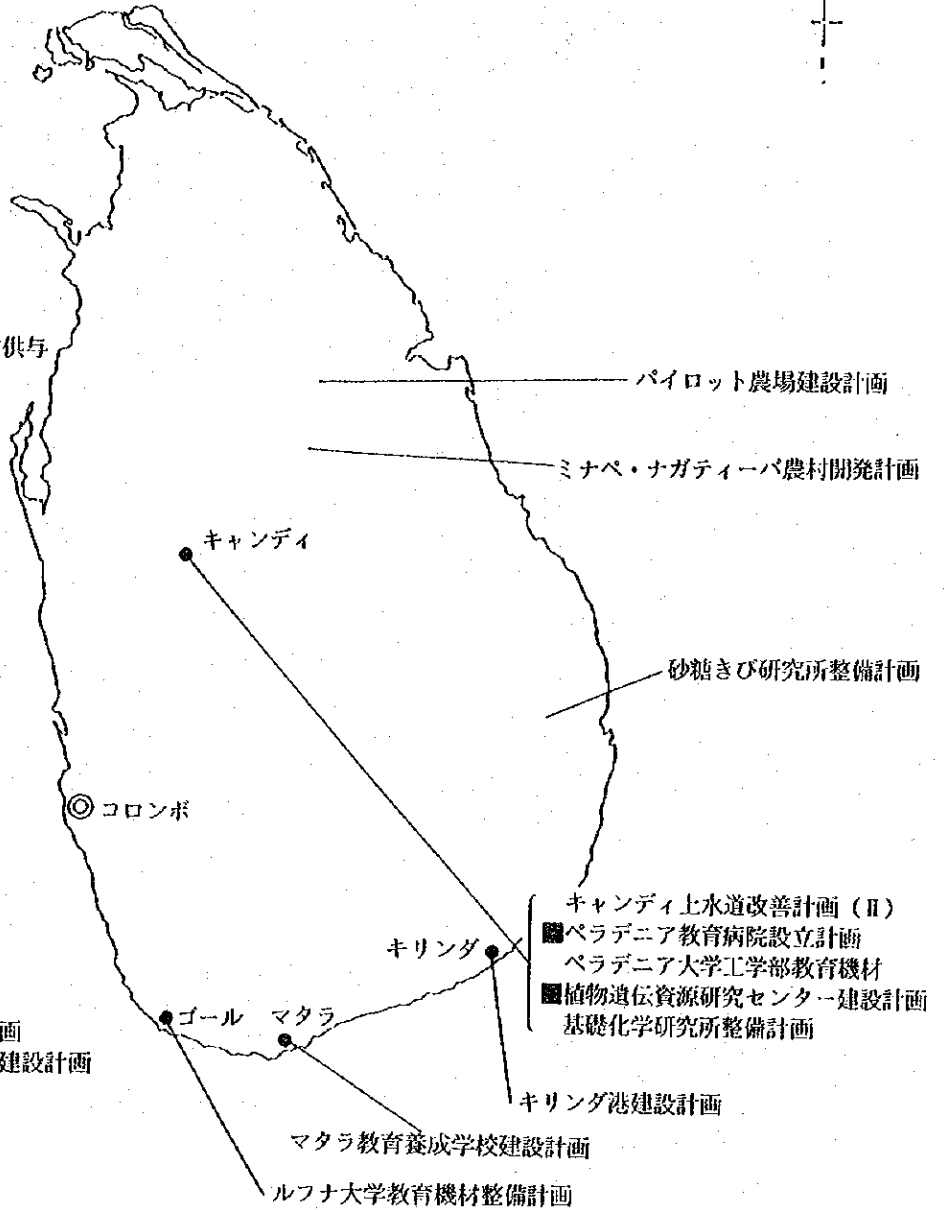 供与
パイロット農場建設計画
ミナペ・ナガティーバ農村開発計画
キャンディ
砂糖きび研究所整備計画
コロンボ
キャンディ上水道改善計画(II)
ペラデニア教育病院設立計画
ペラデニア大学工学部教育機材
植物遺伝資源研究センター建設計画
基礎化学研究所整備計画
キリンダ
ゴール マタラ
画
建設計画
キリンダ港建設計画
マタラ教育養成学校建設計画
ルフナ大学教育機材整備計画